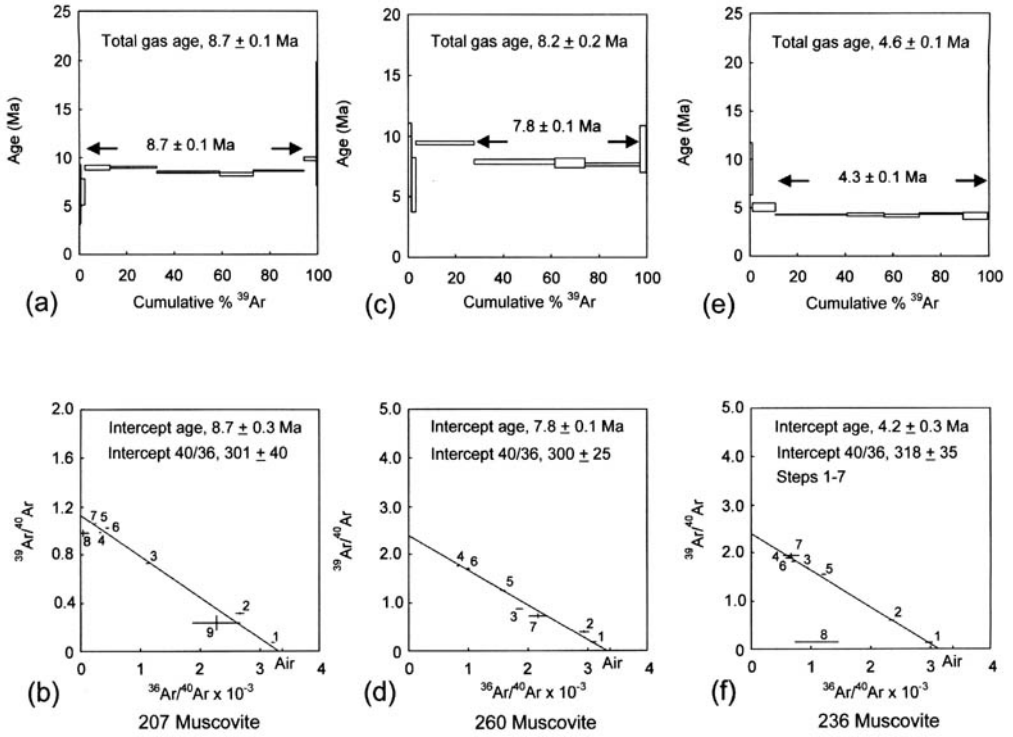 25
20
15
10
5
0
Age (Ma)
Total gas age, 8.7 ± 0.1 Ma
8.7 ± 0.1 Ma
0 20 40 60 80 100
Cumulative % ³⁹Ar
(a)
20
15
10
5
0
Age (Ma)
Total gas age, 8.2 ± 0.2 Ma
7.8 ± 0.1 Ma
0 20 40 60 80 100
Cumulative % ³⁹Ar
(c)
25
20
15
10
5
0
Age (Ma)
Total gas age, 4.6 ± 0.1 Ma
4.3 ± 0.1 Ma
0 20 40 60 80 100
Cumulative % ³⁹Ar
(e)
2.0
1.6
1.2
0.8
0.4
0
³⁹Ar/⁴⁰Ar
Intercept age, 8.7 ± 0.3 Ma
Intercept 40/36, 301 ± 40
7 5 6
8 4
3
2
9
1
Air
0 1 2 3 4
³⁶Ar/⁴⁰Ar x 10⁻³
(b)
207 Muscovite
5.0
4.0
3.0
2.0
1.0
0
³⁹Ar/⁴⁰Ar
Intercept age, 7.8 ± 0.1 Ma
Intercept 40/36, 300 ± 25
4 6
5
3
7
2
1
Air
0 1 2 3 4
³⁶Ar/⁴⁰Ar x 10⁻³
(d)
260 Muscovite
5.0
4.0
3.0
2.0
1.0
0
³⁹Ar/⁴⁰Ar
Intercept age, 4.2 ± 0.3 Ma
Intercept 40/36, 318 ± 35
Steps 1-7
7
4 3
6
5
2
8
1
Air
0 1 2 3 4
³⁶Ar/⁴⁰Ar x 10⁻³
(f)
236 Muscovite